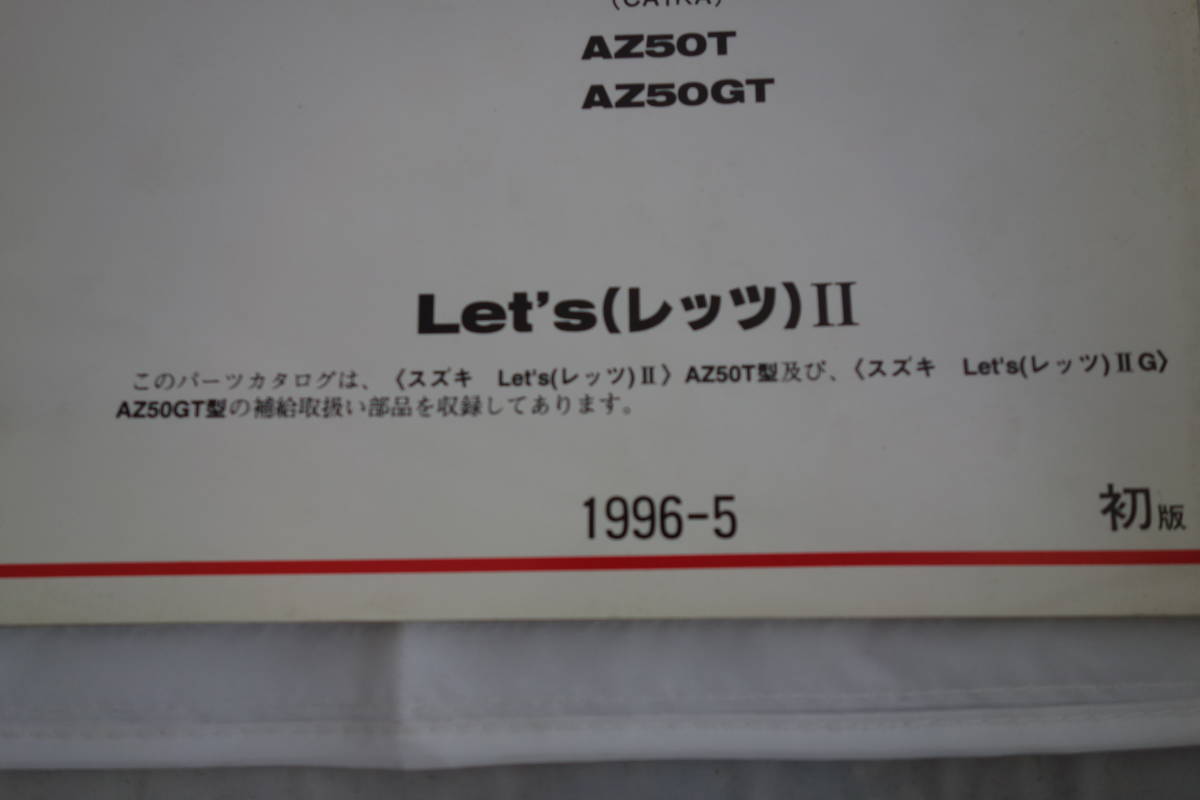 AZ50T
AZ50GT
Let's(レッツ)II
このパーツカタログは、〈スズキ Let's(レッツ)II〉AZ50T型及び、〈スズキ Let's(レッツ)II G〉
AZ50GT型の補給取扱い部品を収録してあります。
1996-5
初版